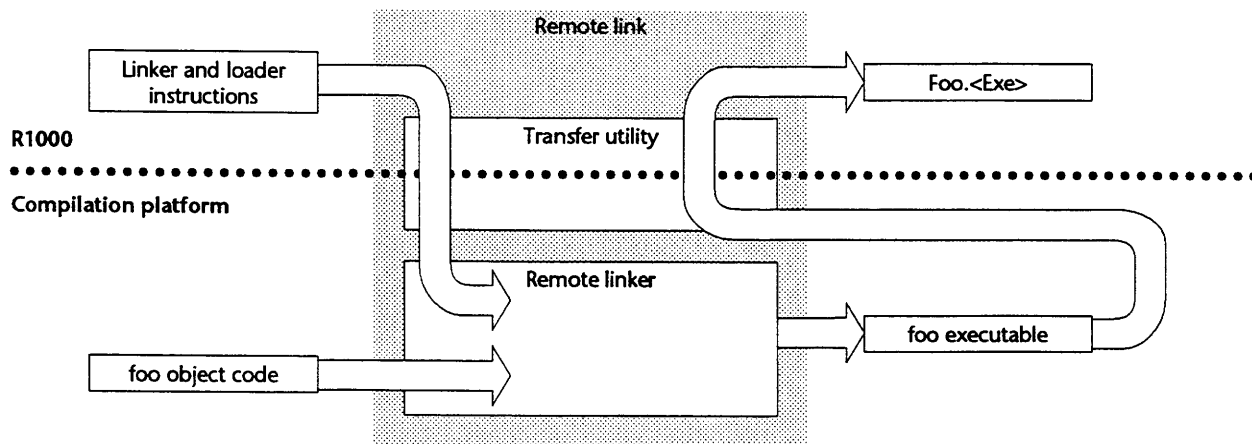 Remote link
Linker and loader
instructions
Foo.<Exe>
Transfer utility
R1000
Compilation platform
Remote linker
foo executable
foo object code